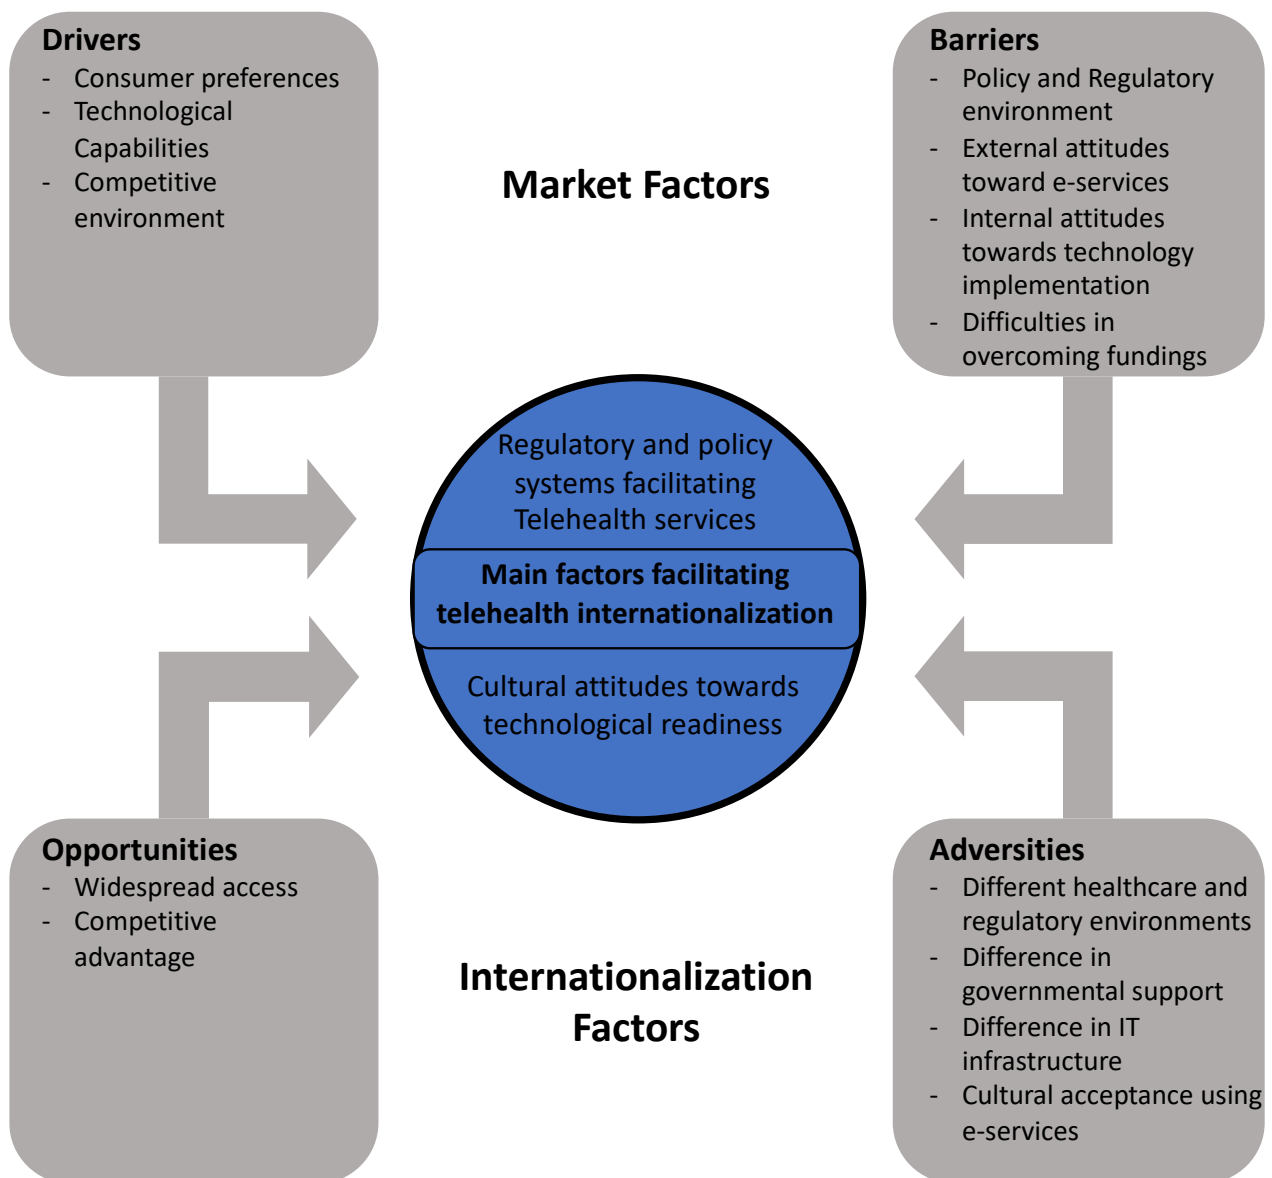 Drivers
- Consumer preferences
- Technological
Capabilities
- Competitive
environment
Market Factors
Barriers
- Policy and Regulatory
environment
- External attitudes
toward e-services
- Internal attitudes
towards technology
implementation
- Difficulties in
overcoming fundings
Regulatory and policy
systems facilitating
Telehealth services
Main factors facilitating
telehealth internationalization
Cultural attitudes towards
technological readiness
Opportunities
- Widespread access
- Competitive
advantage
Internationalization
Factors
Adversities
- Different healthcare and
regulatory environments
- Difference in
governmental support
- Difference in IT
infrastructure
- Cultural acceptance using
e-services